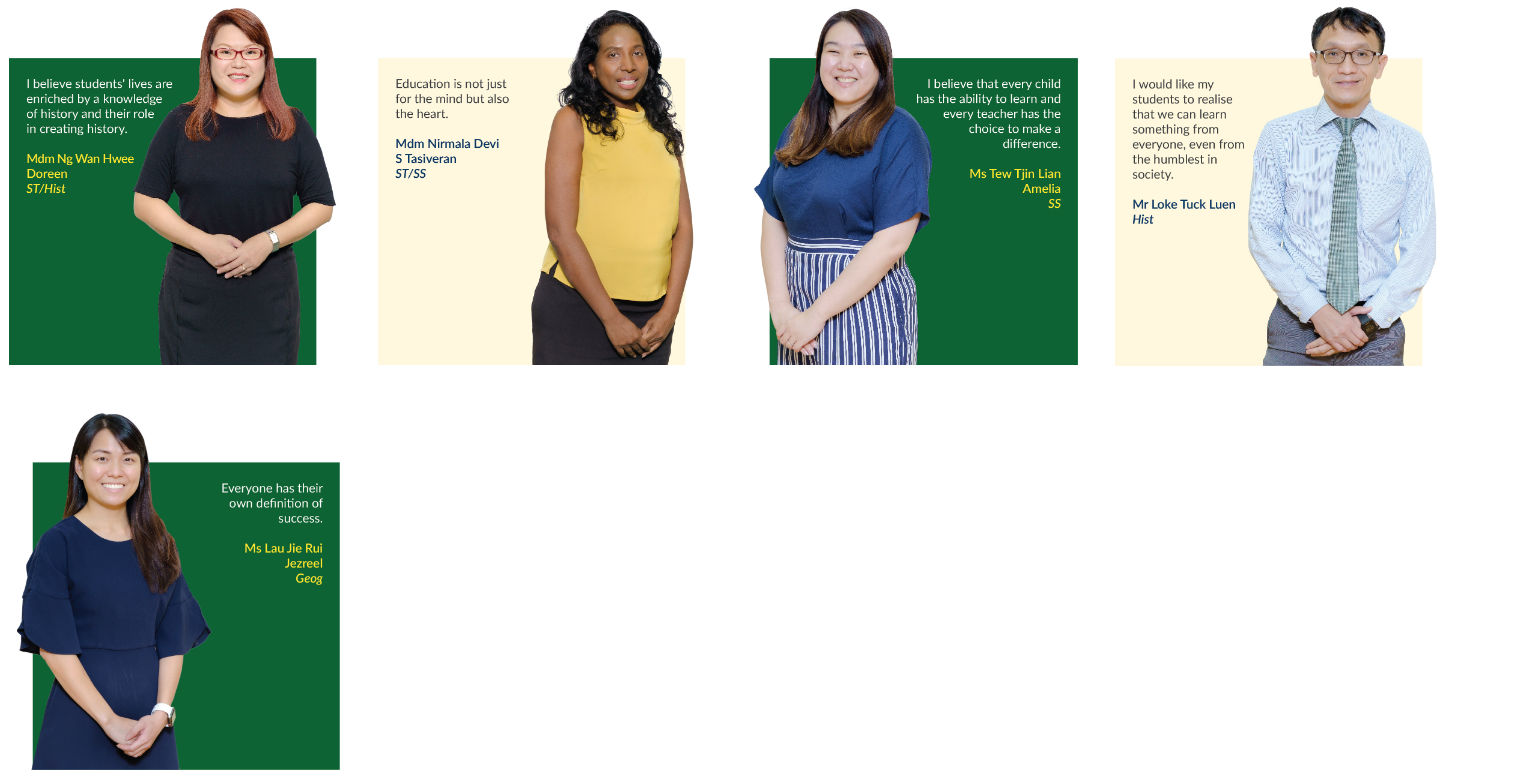 I believe students' lives are
enriched by a knowledge
of history and their role
in creating history.
Mdm Ng Wan Hwee
Doreen
ST/Hist
Education is not just
for the mind but also
the heart.
Mdm Nirmala Devi
S Tasiveran
ST/SS
I believe that every child
has the ability to learn and
every teacher has the
choice to make a
difference.
Ms Tew Tjin Lian
Amelia
SS
I would like my
students to realise
that we can learn
something from
everyone, even from
the humblest in
society.
Mr Loke Tuck Luen
Hist
Everyone has their
own definition of
success.
Ms Lau Jie Rui
Jezreel
Geog